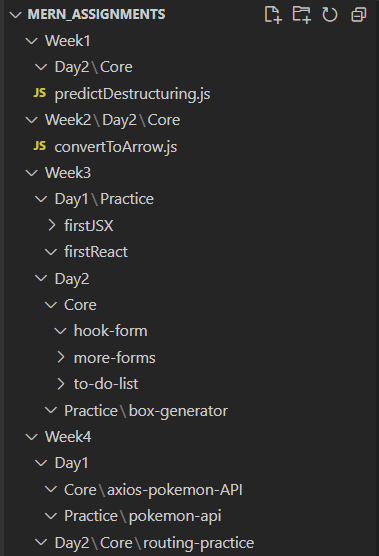 MERN_ASSIGNMENTS
Week1
Day2\Core
JS predictDestructuring.js
Week2\Day2\Core
JS convertToArrow.js
Week3
Day1\Practice
firstJSX
firstReact
Day2
Core
hook-form
more-forms
to-do-list
Practice\box-generator
Week4
Day1
Core\axios-pokemon-API
Practice\pokemon-api
Day2\Core\routing-practice